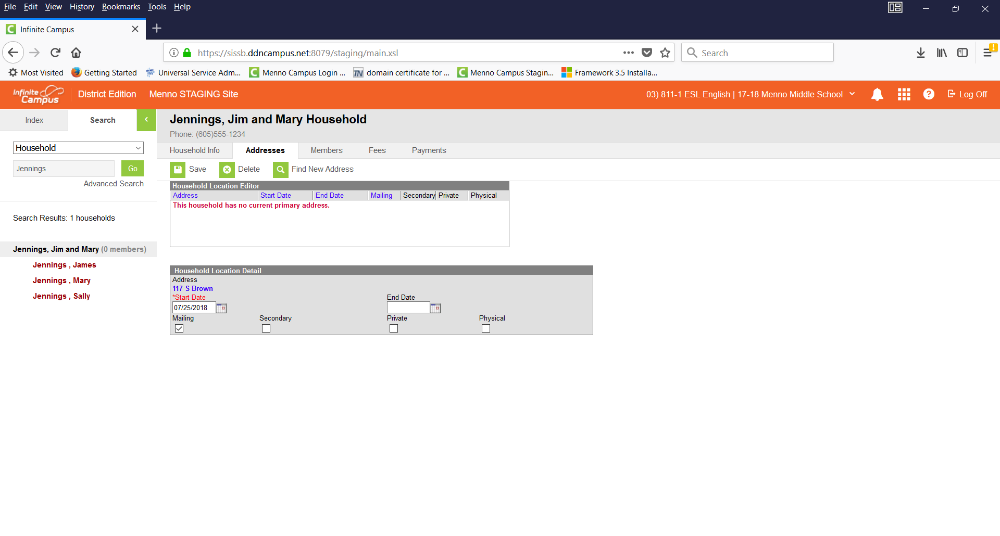 File Edit View History Bookmarks Tools Help
Infinite Campus
https://sissb.ddncampus.net:8079/staging/main.xsl
Search
Most Visited Getting Started Universal Service Adm... Menno Campus Login ... TN domain certificate for ... Menno Campus Stagin... Framework 3.5 Installa...
Infinite Campus District Edition Menno STAGING Site 03) 811-1 ESL English | 17-18 Menno Middle School Log Off
Index Search
Household
Jennings Go
Advanced Search
Search Results: 1 households
Jennings, Jim and Mary (0 members)
Jennings , James
Jennings , Mary
Jennings , Sally
Jennings, Jim and Mary Household
Phone: (605)555-1234
Household Info Addresses Members Fees Payments
Save Delete Find New Address
Household Location Editor
Address Start Date End Date Mailing Secondary Private Physical
This household has no current primary address.
Household Location Detail
Address
117 S Brown
*Start Date End Date
07/25/2018
Mailing Secondary Private Physical